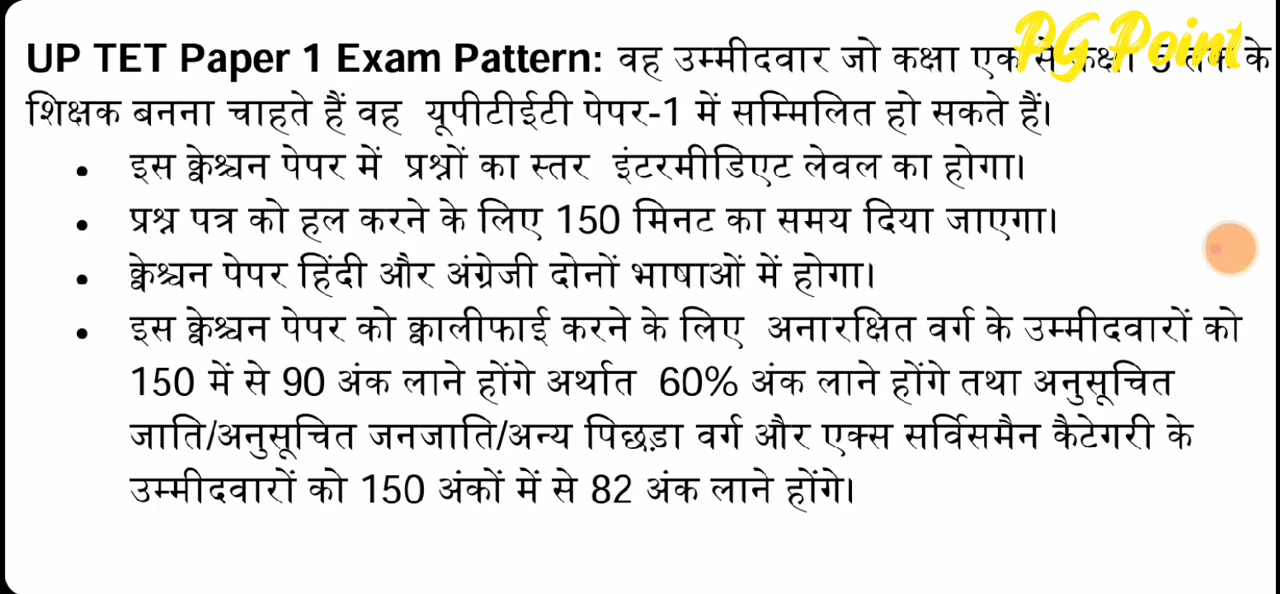 PG Point
UP TET Paper 1 Exam Pattern: वह उम्मीदवार जो कक्षा एक से कक्षा 5 तक के
शिक्षक बनना चाहते हैं वह यूपीटीईटी पेपर-1 में सम्मिलित हो सकते हैं।
• इस क्वेश्चन पेपर में प्रश्नों का स्तर इंटरमीडिएट लेवल का होगा।
• प्रश्न पत्र को हल करने के लिए 150 मिनट का समय दिया जाएगा।
• क्वेश्चन पेपर हिंदी और अंग्रेजी दोनों भाषाओं में होगा।
• इस क्वेश्चन पेपर को क्वालीफाई करने के लिए अनारक्षित वर्ग के उम्मीदवारों को
150 में से 90 अंक लाने होंगे अर्थात 60% अंक लाने होंगे तथा अनुसूचित
जाति/अनुसूचित जनजाति/अन्य पिछड़ा वर्ग और एक्स सर्विसमैन कैटेगरी के
उम्मीदवारों को 150 अंकों में से 82 अंक लाने होंगे।